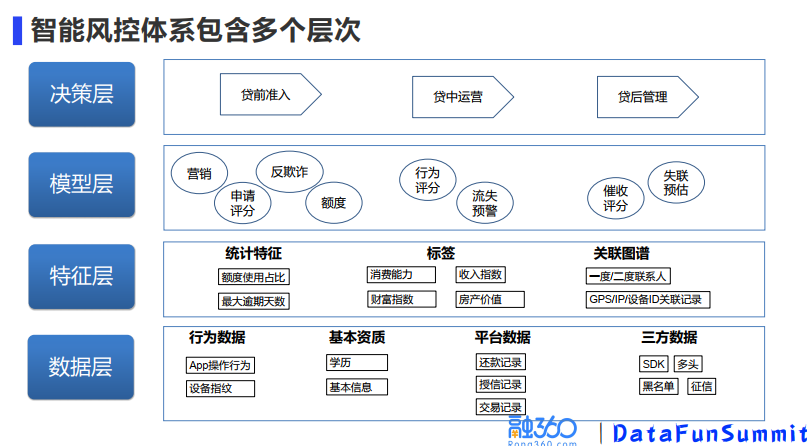 智能风控体系包含多个层次
决策层
贷前准入
贷中运营
贷后管理
模型层
营销
申请
评分
反欺诈
额度
行为
评分
流失
预警
催收
评分
失联
预估
特征层
统计特征
额度使用占比
最大逾期天数
标签
消费能力
收入指数
财富指数
房产价值
关联图谱
一度/二度联系人
GPS/IP/设备ID关联记录
数据层
行为数据
App操作行为
设备指纹
基本资质
学历
基本信息
平台数据
还款记录
授信记录
交易记录
三方数据
SDK
多头
黑名单
征信
融360
Rong360.com
DataFunSummit